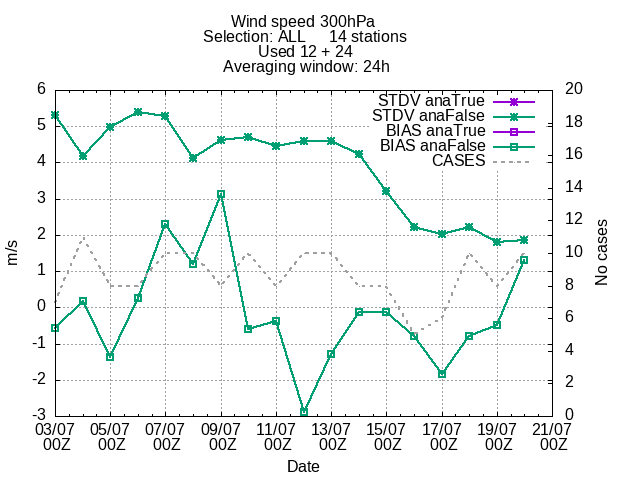 Wind speed 300hPa
Selection: ALL 14 stations
Used 12 + 24
Averaging window: 24h
STDV anaTrue
STDV anaFalse
BIAS anaTrue
BIAS anaFalse
CASES
6
5
4
3
2
1
0
-1
-2
-3
m/s
20
18
16
14
12
10
8
6
4
2
0
No cases
03/07 05/07 07/07 09/07 11/07 13/07 15/07 17/07 19/07 21/07
00Z 00Z 00Z 00Z 00Z 00Z 00Z 00Z 00Z 00Z
Date